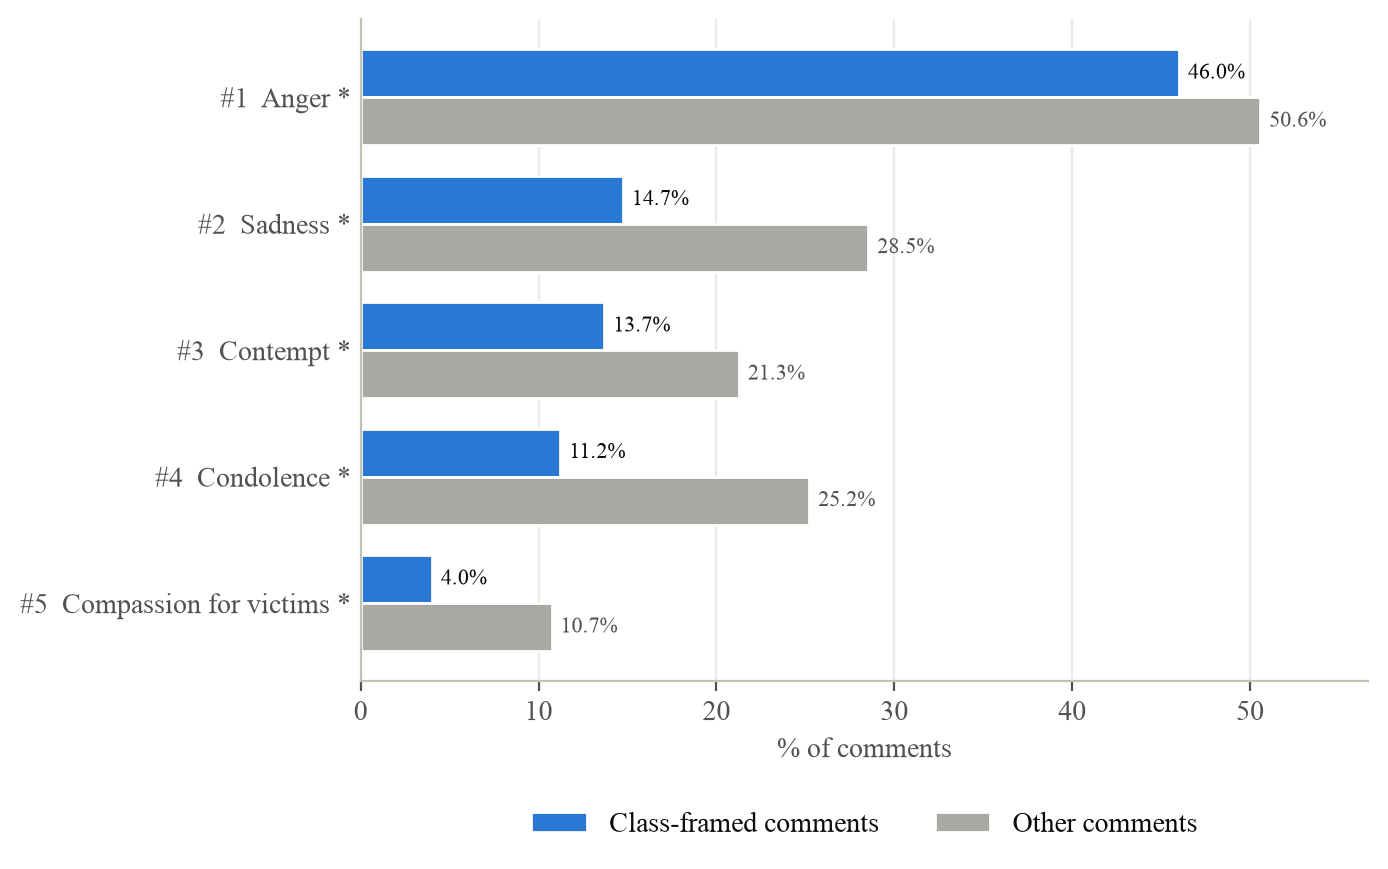 46.0%
#1 Anger *
50.6%
14.7%
#2 Sadness *
28.5%
13.7%
#3 Contempt *
21.3%
11.2%
#4 Condolence *
25.2%
4.0%
#5 Compassion for victims *
10.7%
0 10 20 30 40 50
% of comments
Class-framed comments Other comments